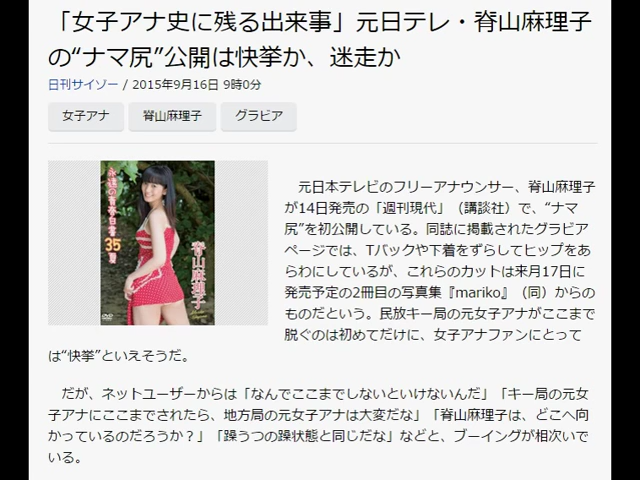 「女子アナ史に残る出来事」元日テレ・脊山麻理子
の“ナマ尻”公開は快挙か、迷走か
日刊サイゾー / 2015年9月16日 9時0分
女子アナ
脊山麻理子
グラビア
永遠の青春白書
35
脊山麻理子
元日本テレビのフリーアナウンサー、脊山麻理子
が14日発売の「週刊現代」（講談社）で、“ナマ
尻”を初公開している。同誌に掲載されたグラビア
ページでは、Tバックや下着をずらしてヒップをあ
らわにしているが、これらのカットは来月17日に
発売予定の2冊目の写真集『mariko』（同）からの
ものだという。民放キー局の元女子アナがここまで
脱ぐのは初めてだけに、女子アナファンにとって
は“快挙”といえそうだ。
だが、ネットユーザーからは「なんでここまでしないといけないんだ」「キー局の元女
子アナにここまでされたら、地方局の元女子アナは大変だな」「脊山麻理子は、どこへ向
かっているのだろうか？」「躁うつの躁状態と同じだな」などと、ブーイングが相次いで
いる。